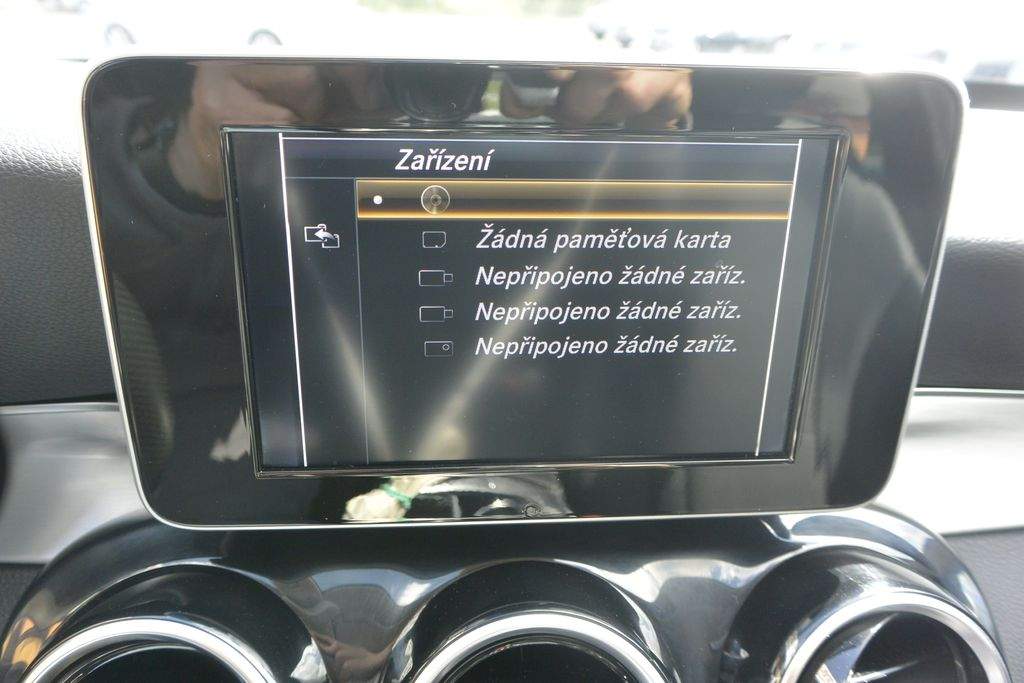 Zařízení
Žádná paměťová karta
Nepřipojeno žádné zaříz.
Nepřipojeno žádné zaříz.
Nepřipojeno žádné zaříz.